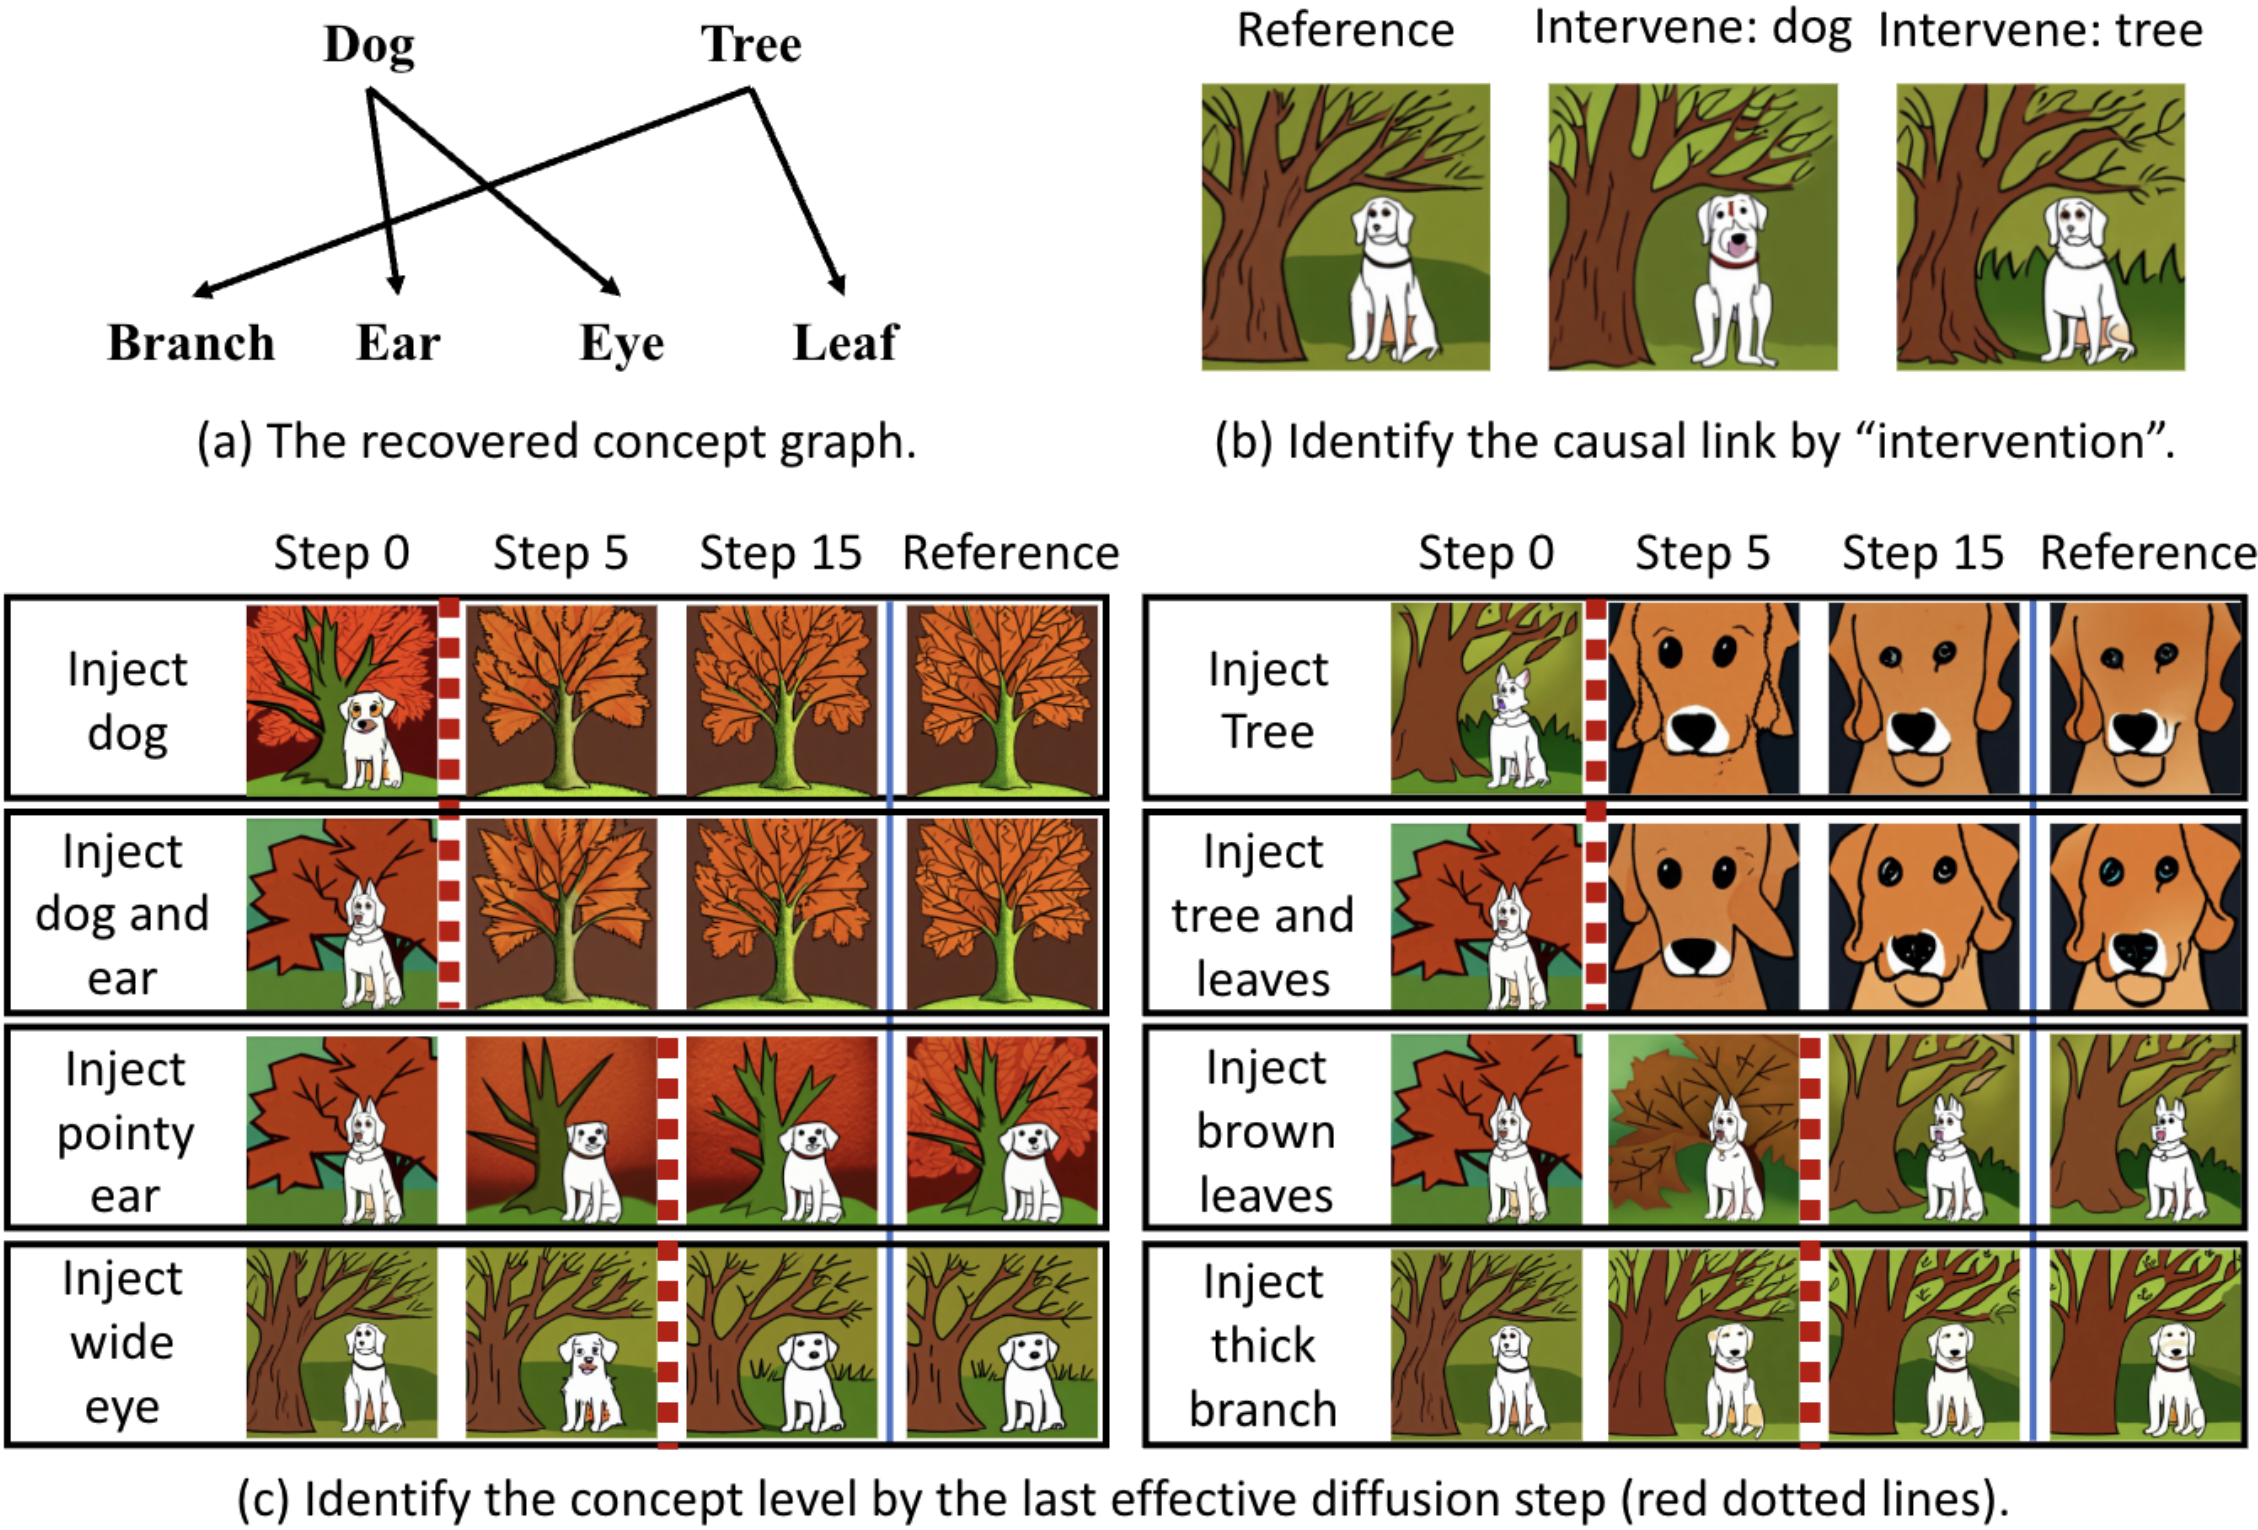 Dog
Tree
Branch
Ear
Eye
Leaf
(a) The recovered concept graph.
Reference
Intervene: dog
Intervene: tree
(b) Identify the causal link by “intervention”.
Step 0
Step 5
Step 15
Reference
Inject
dog
Inject
dog and
ear
Inject
pointy
ear
Inject
wide
eye
Step 0
Step 5
Step 15
Reference
Inject
Tree
Inject
tree and
leaves
Inject
brown
leaves
Inject
thick
branch
(c) Identify the concept level by the last effective diffusion step (red dotted lines).